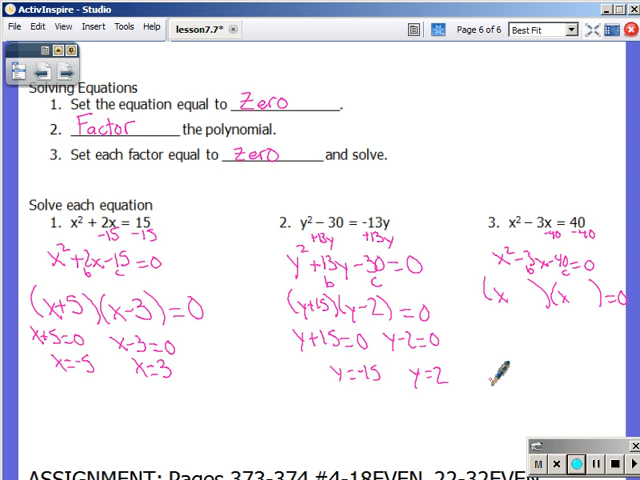 ActivInspire - Studio
File Edit View Insert Tools Help lesson7.7* Page 6 of 6 Best Fit
Solving Equations
1. Set the equation equal to Zero.
2. Factor the polynomial.
3. Set each factor equal to zero and solve.
Solve each equation
1. x² + 2x = 15
-15 -15
x² + 2x - 15 = 0
b c
(x+5)(x-3) = 0
x+5=0 x-3=0
x=-5 x=3
2. y² – 30 = -13y
+13y +13y
y² + 13y - 30 = 0
b c
(y+15)(y-2) = 0
y+15=0 y-2=0
y=-15 y=2
3. x² – 3x = 40
-40 -40
x² - 3x - 40 = 0
b c
(x )(x ) = 0
M
ASSIGNMENT: Pages 373-374 #4-18EVEN, 22-32EVEN